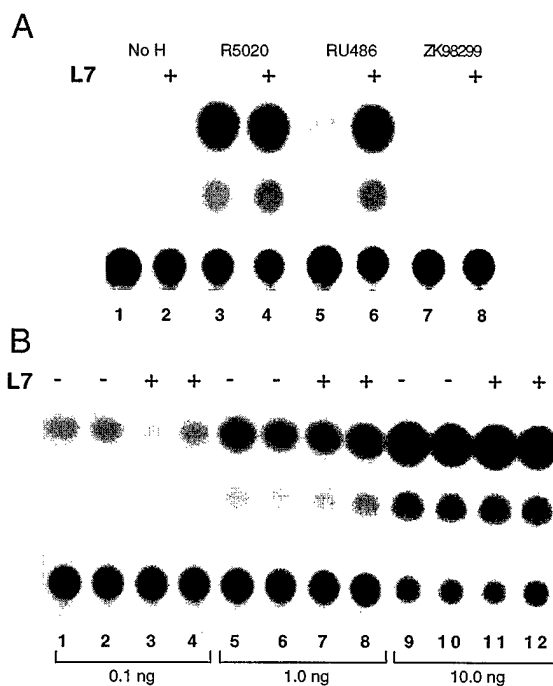 A
No H R5020 RU486 ZK98299
L7 + + + +
1 2 3 4 5 6 7 8
B
L7 - - + + - - + + - - + +
1 2 3 4 5 6 7 8 9 10 11 12
0.1 ng 1.0 ng 10.0 ng